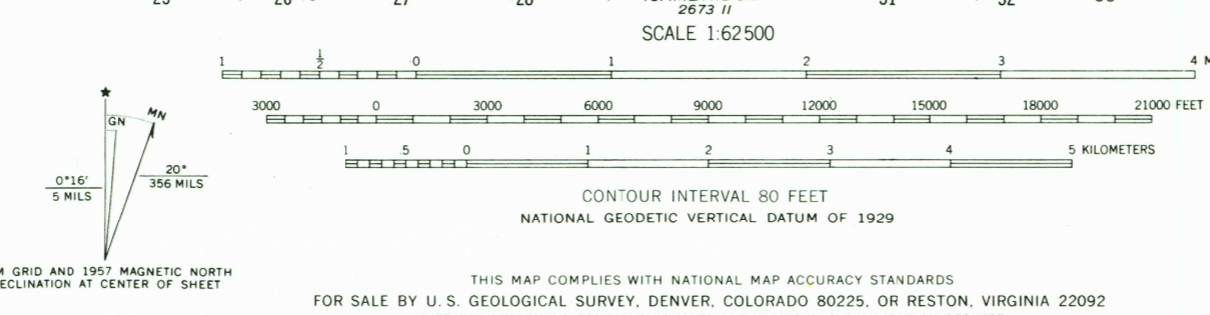 2673 II
SCALE 1:62500
1 ½ 0 1 2 3 4
3000 0 3000 6000 9000 12000 15000 18000 21000 FEET
1 .5 0 1 2 3 4 5 KILOMETERS
★
GN MN
0°16′
5 MILS
20°
356 MILS
CONTOUR INTERVAL 80 FEET
NATIONAL GEODETIC VERTICAL DATUM OF 1929
GRID AND 1957 MAGNETIC NORTH
ECLINATION AT CENTER OF SHEET
THIS MAP COMPLIES WITH NATIONAL MAP ACCURACY STANDARDS
FOR SALE BY U. S. GEOLOGICAL SURVEY, DENVER, COLORADO 80225, OR RESTON, VIRGINIA 22092